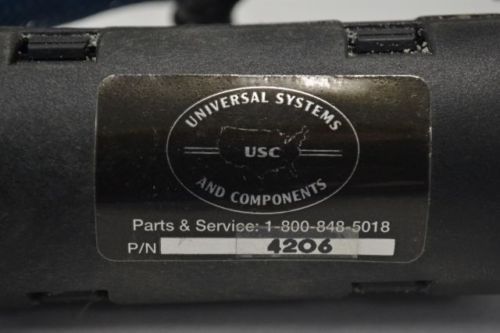 UNIVERSAL SYSTEMS
USC
AND COMPONENTS
Parts & Service: 1-800-848-5018
P/N 4206